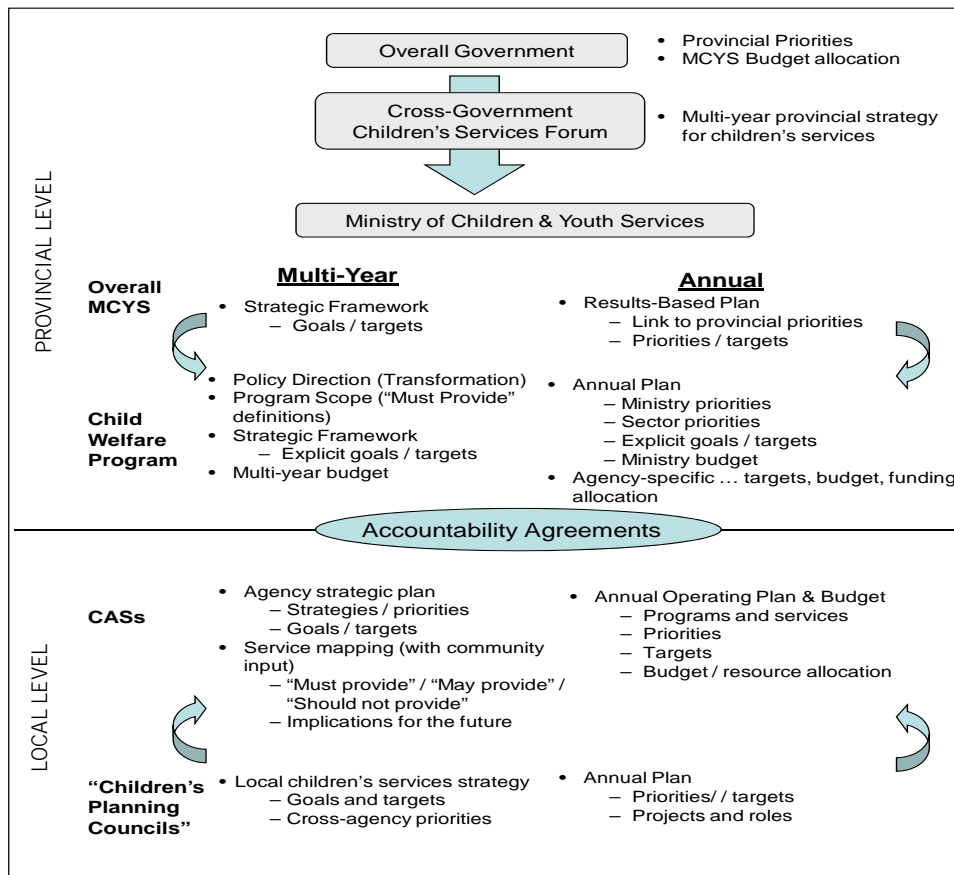 Overall Government
• Provincial Priorities
• MCYS Budget allocation
Cross-Government
Children's Services Forum
• Multi-year provincial strategy
for children's services
Ministry of Children & Youth Services
PROVINCIAL LEVEL
Multi-Year
Annual
Overall
MCYS
• Strategic Framework
– Goals / targets
• Results-Based Plan
– Link to provincial priorities
– Priorities / targets
Child
Welfare
Program
• Policy Direction (Transformation)
• Program Scope ("Must Provide"
definitions)
• Strategic Framework
– Explicit goals / targets
• Multi-year budget
• Annual Plan
– Ministry priorities
– Sector priorities
– Explicit goals / targets
– Ministry budget
• Agency-specific … targets, budget, funding
allocation
Accountability Agreements
LOCAL LEVEL
CASs
• Agency strategic plan
– Strategies / priorities
– Goals / targets
• Service mapping (with community
input)
– "Must provide" / "May provide" /
"Should not provide"
– Implications for the future
• Annual Operating Plan & Budget
– Programs and services
– Priorities
– Targets
– Budget / resource allocation
"Children's
Planning
Councils"
• Local children's services strategy
– Goals and targets
– Cross-agency priorities
• Annual Plan
– Priorities/ / targets
– Projects and roles